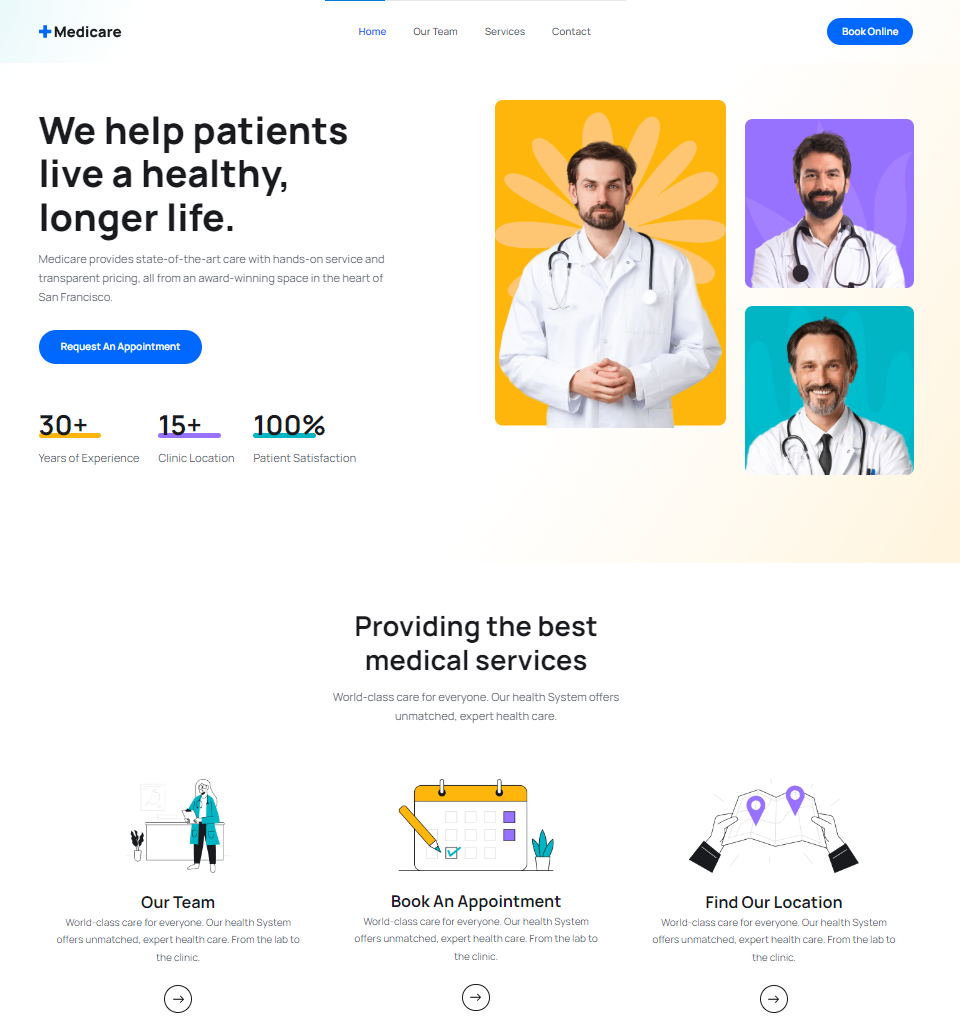 Medicare
Home
Our Team
Services
Contact
Book Online
We help patients
live a healthy,
longer life.
Medicare provides state-of-the-art care with hands-on service and
transparent pricing, all from an award-winning space in the heart of
San Francisco.
Request An Appointment
30+
15+
100%
Years of Experience
Clinic Location
Patient Satisfaction
Providing the best
medical services
World-class care for everyone. Our health System offers
unmatched, expert health care.
Our Team
World-class care for everyone. Our health System
offers unmatched, expert health care. From the lab to
the clinic.
Book An Appointment
World-class care for everyone. Our health System
offers unmatched, expert health care. From the lab to
the clinic.
Find Our Location
World-class care for everyone. Our health System
offers unmatched, expert health care. From the lab to
the clinic.